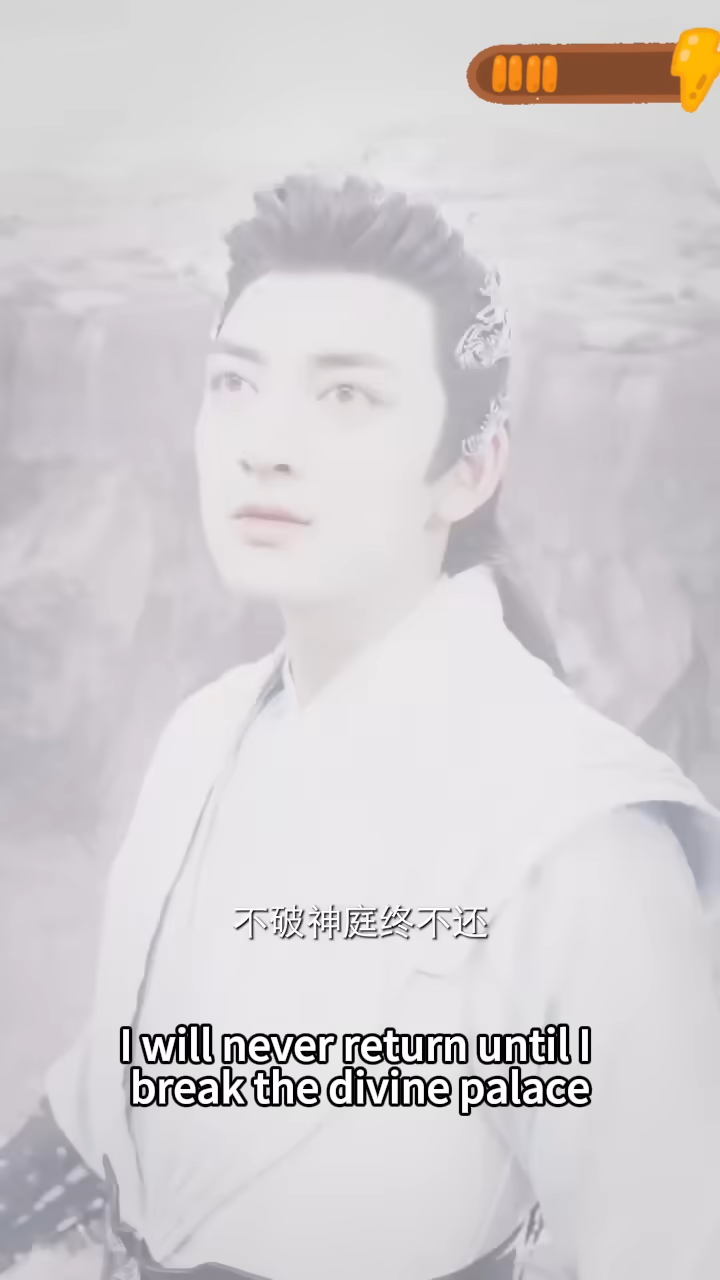 不破神庭终不还
I will never return until I
break the divine palace